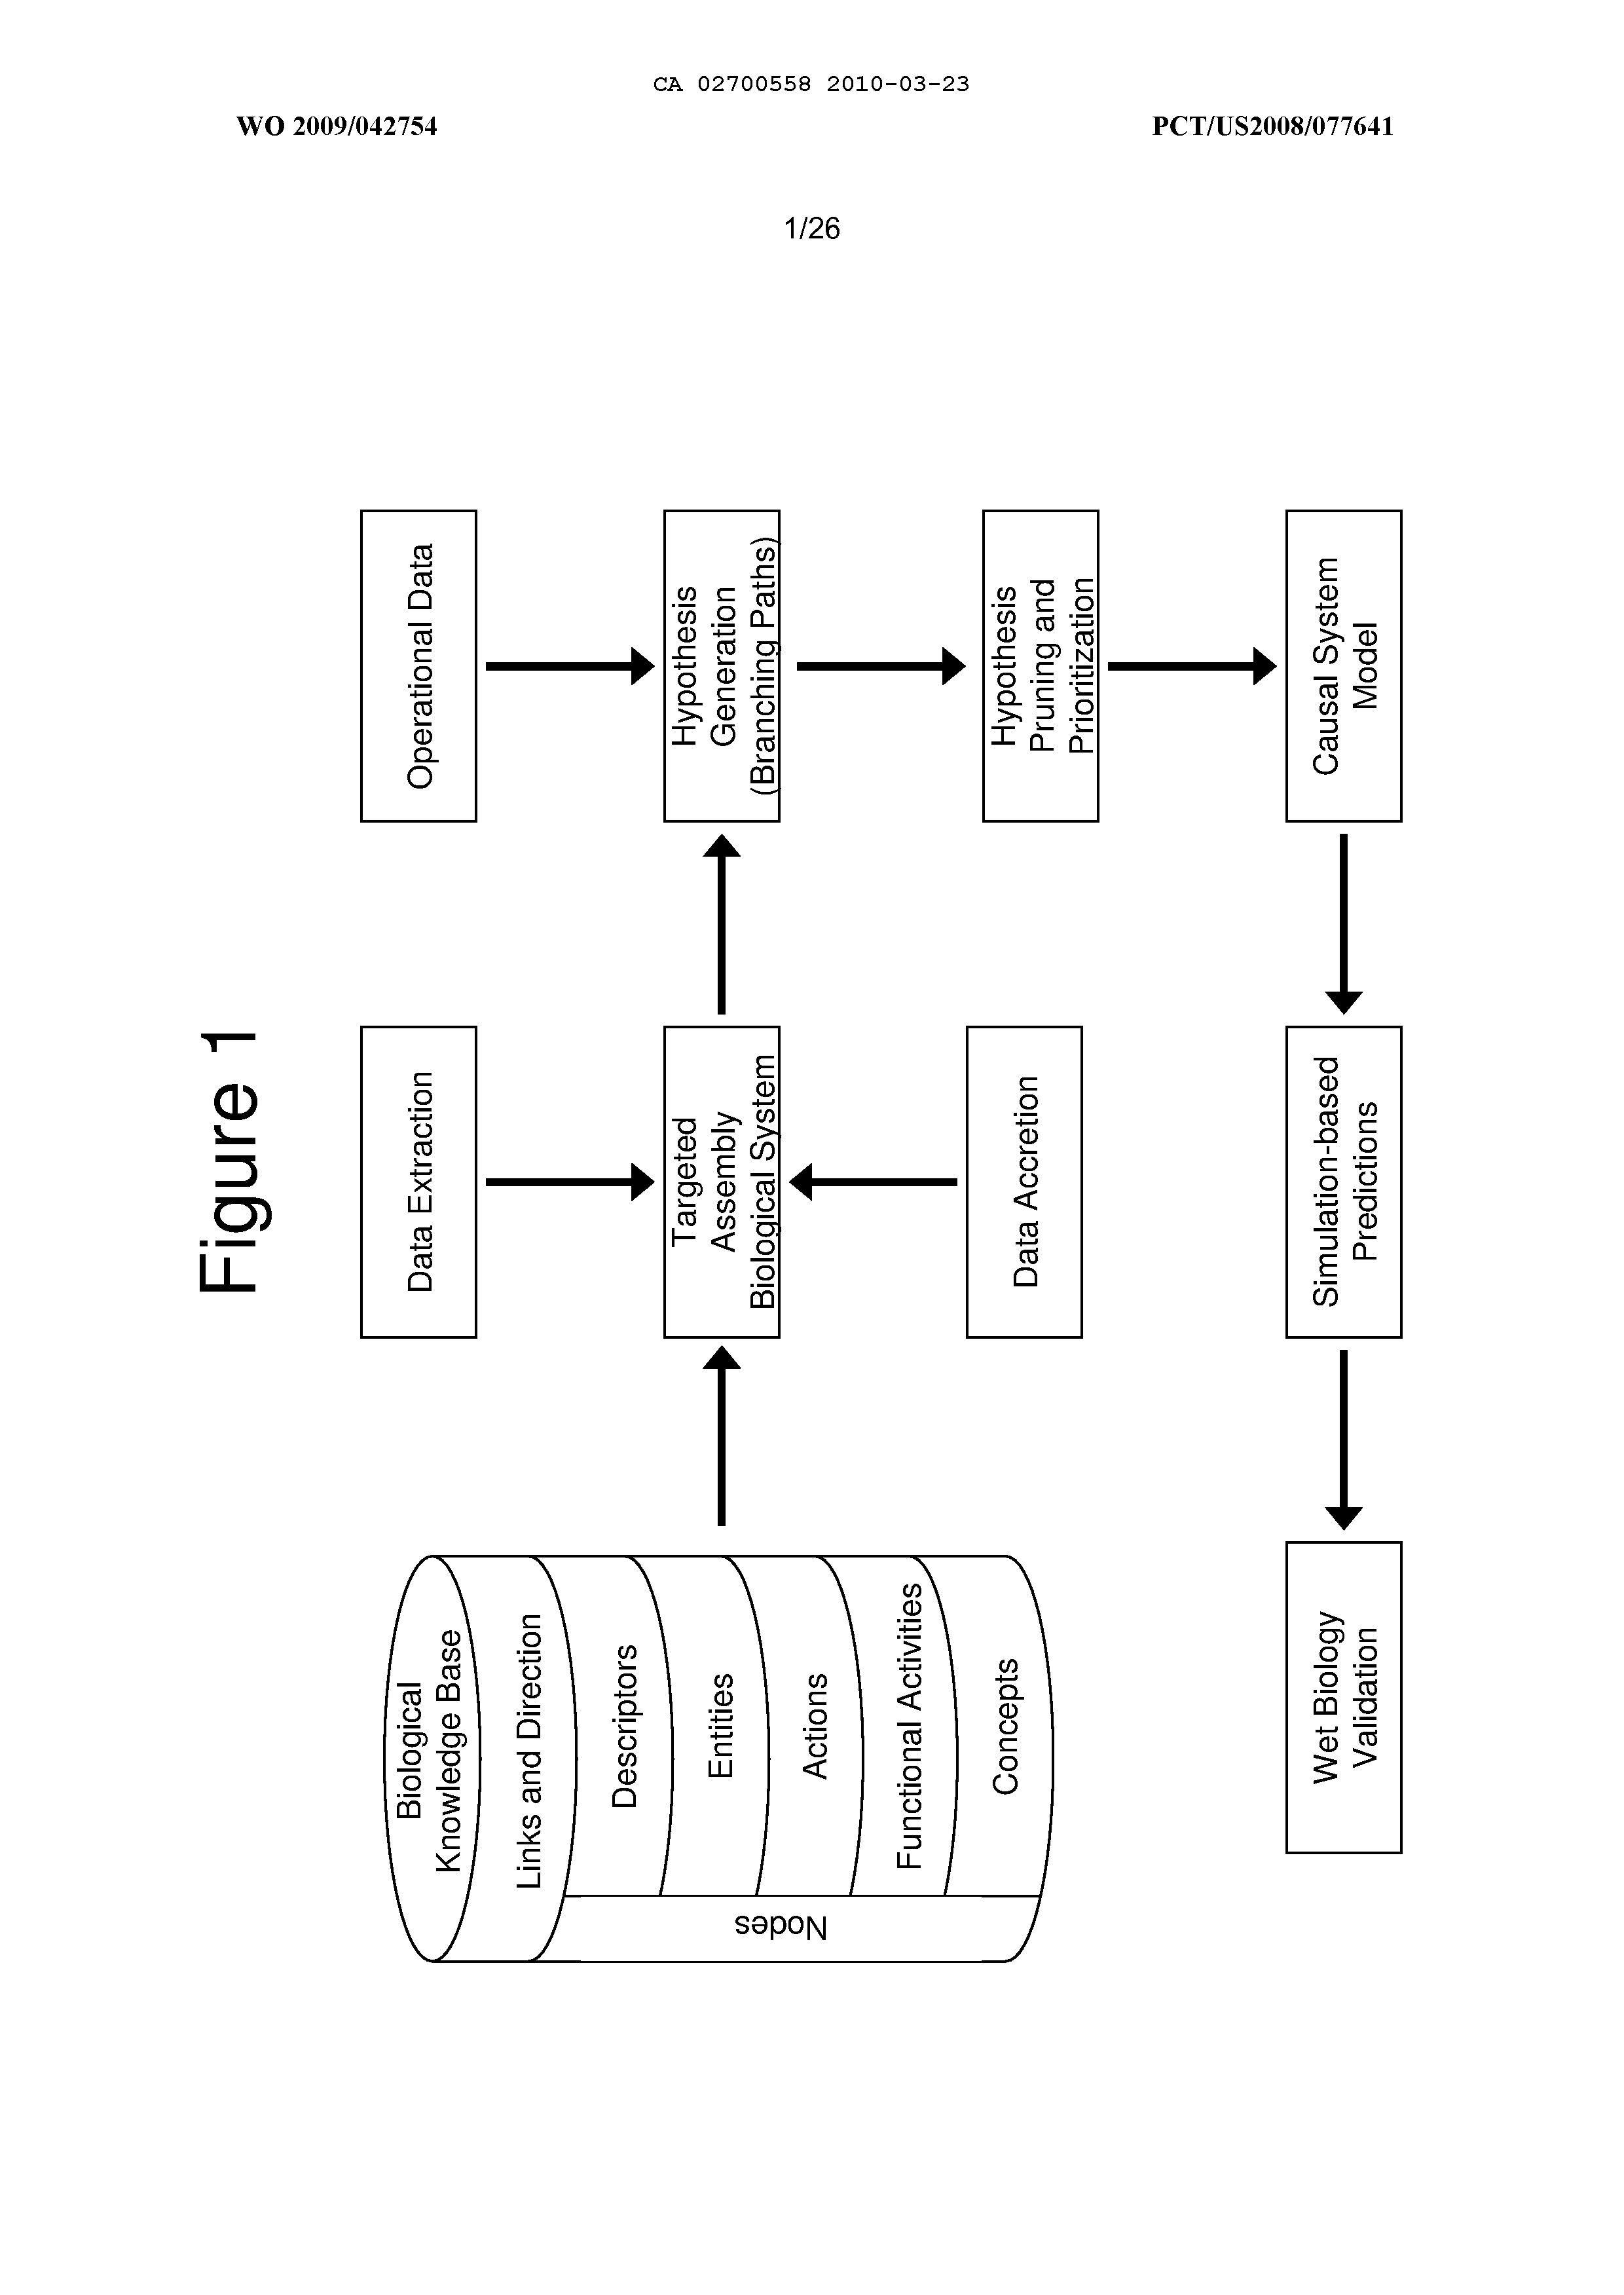 CA 02700558 2010-03-23
WO 2009/042754
PCT/US2008/077641
1/26
Figure 1
Biological
Knowledge Base
Links and Direction
Descriptors
Entities
Actions
Functional Activities
Concepts
Nodes
Data Extraction
Targeted
Assembly
Biological System
Data Accretion
Operational Data
Hypothesis
Generation
(Branching Paths)
Hypothesis
Pruning and
Prioritization
Causal System
Model
Simulation-based
Predictions
Wet Biology
Validation